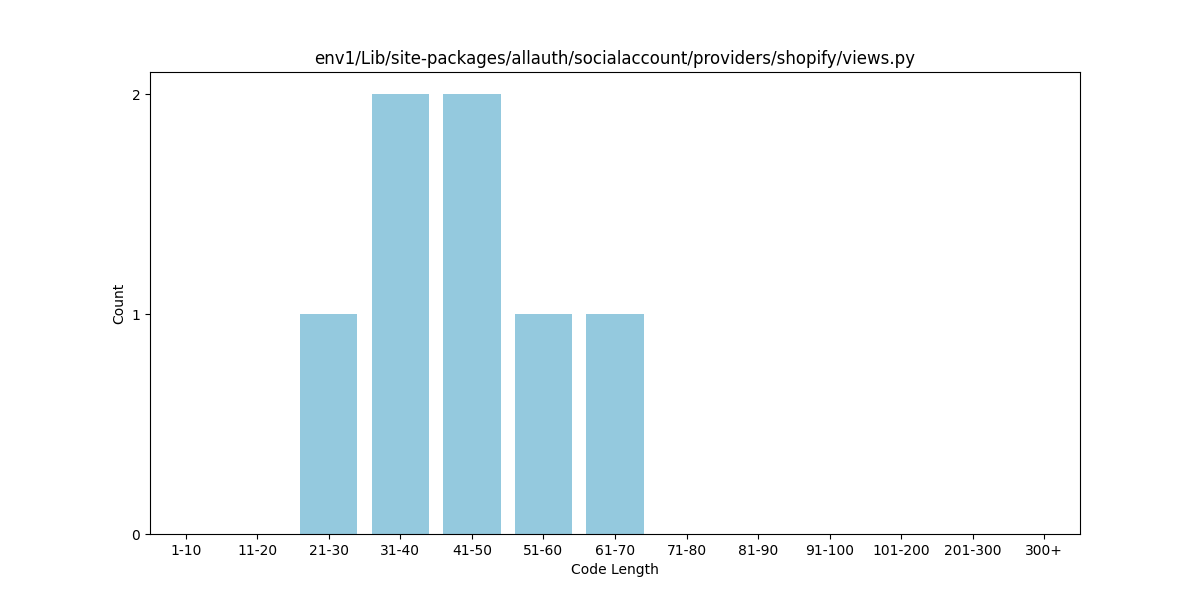 env1/Lib/site-packages/allauth/socialaccount/providers/shopify/views.py
2
1
0
Count
1-10 11-20 21-30 31-40 41-50 51-60 61-70 71-80 81-90 91-100 101-200 201-300 300+
Code Length